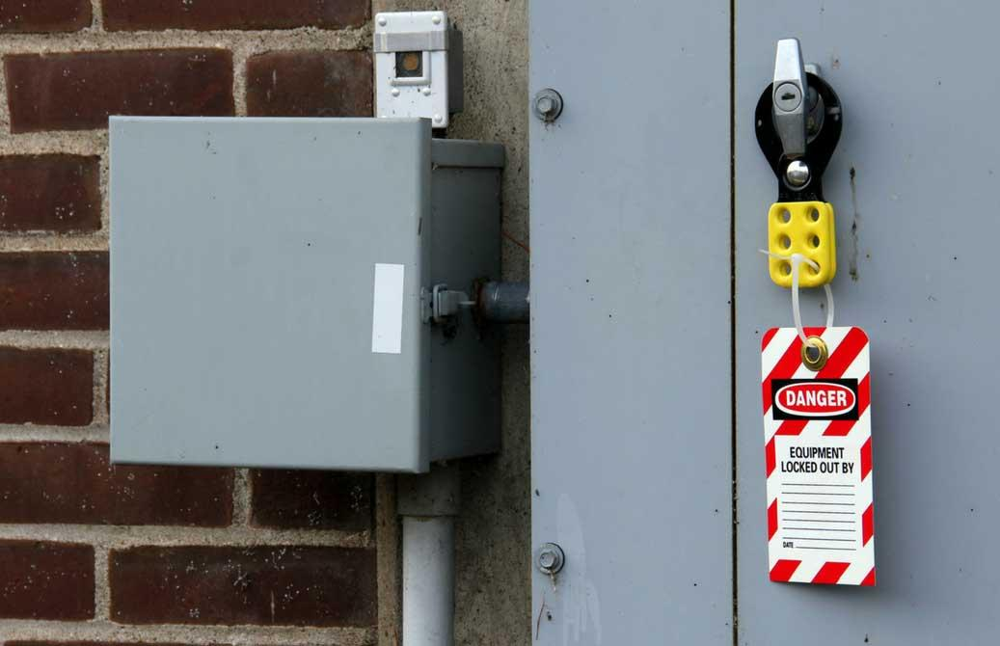 DANGER
EQUIPMENT
LOCKED OUT BY
DATE